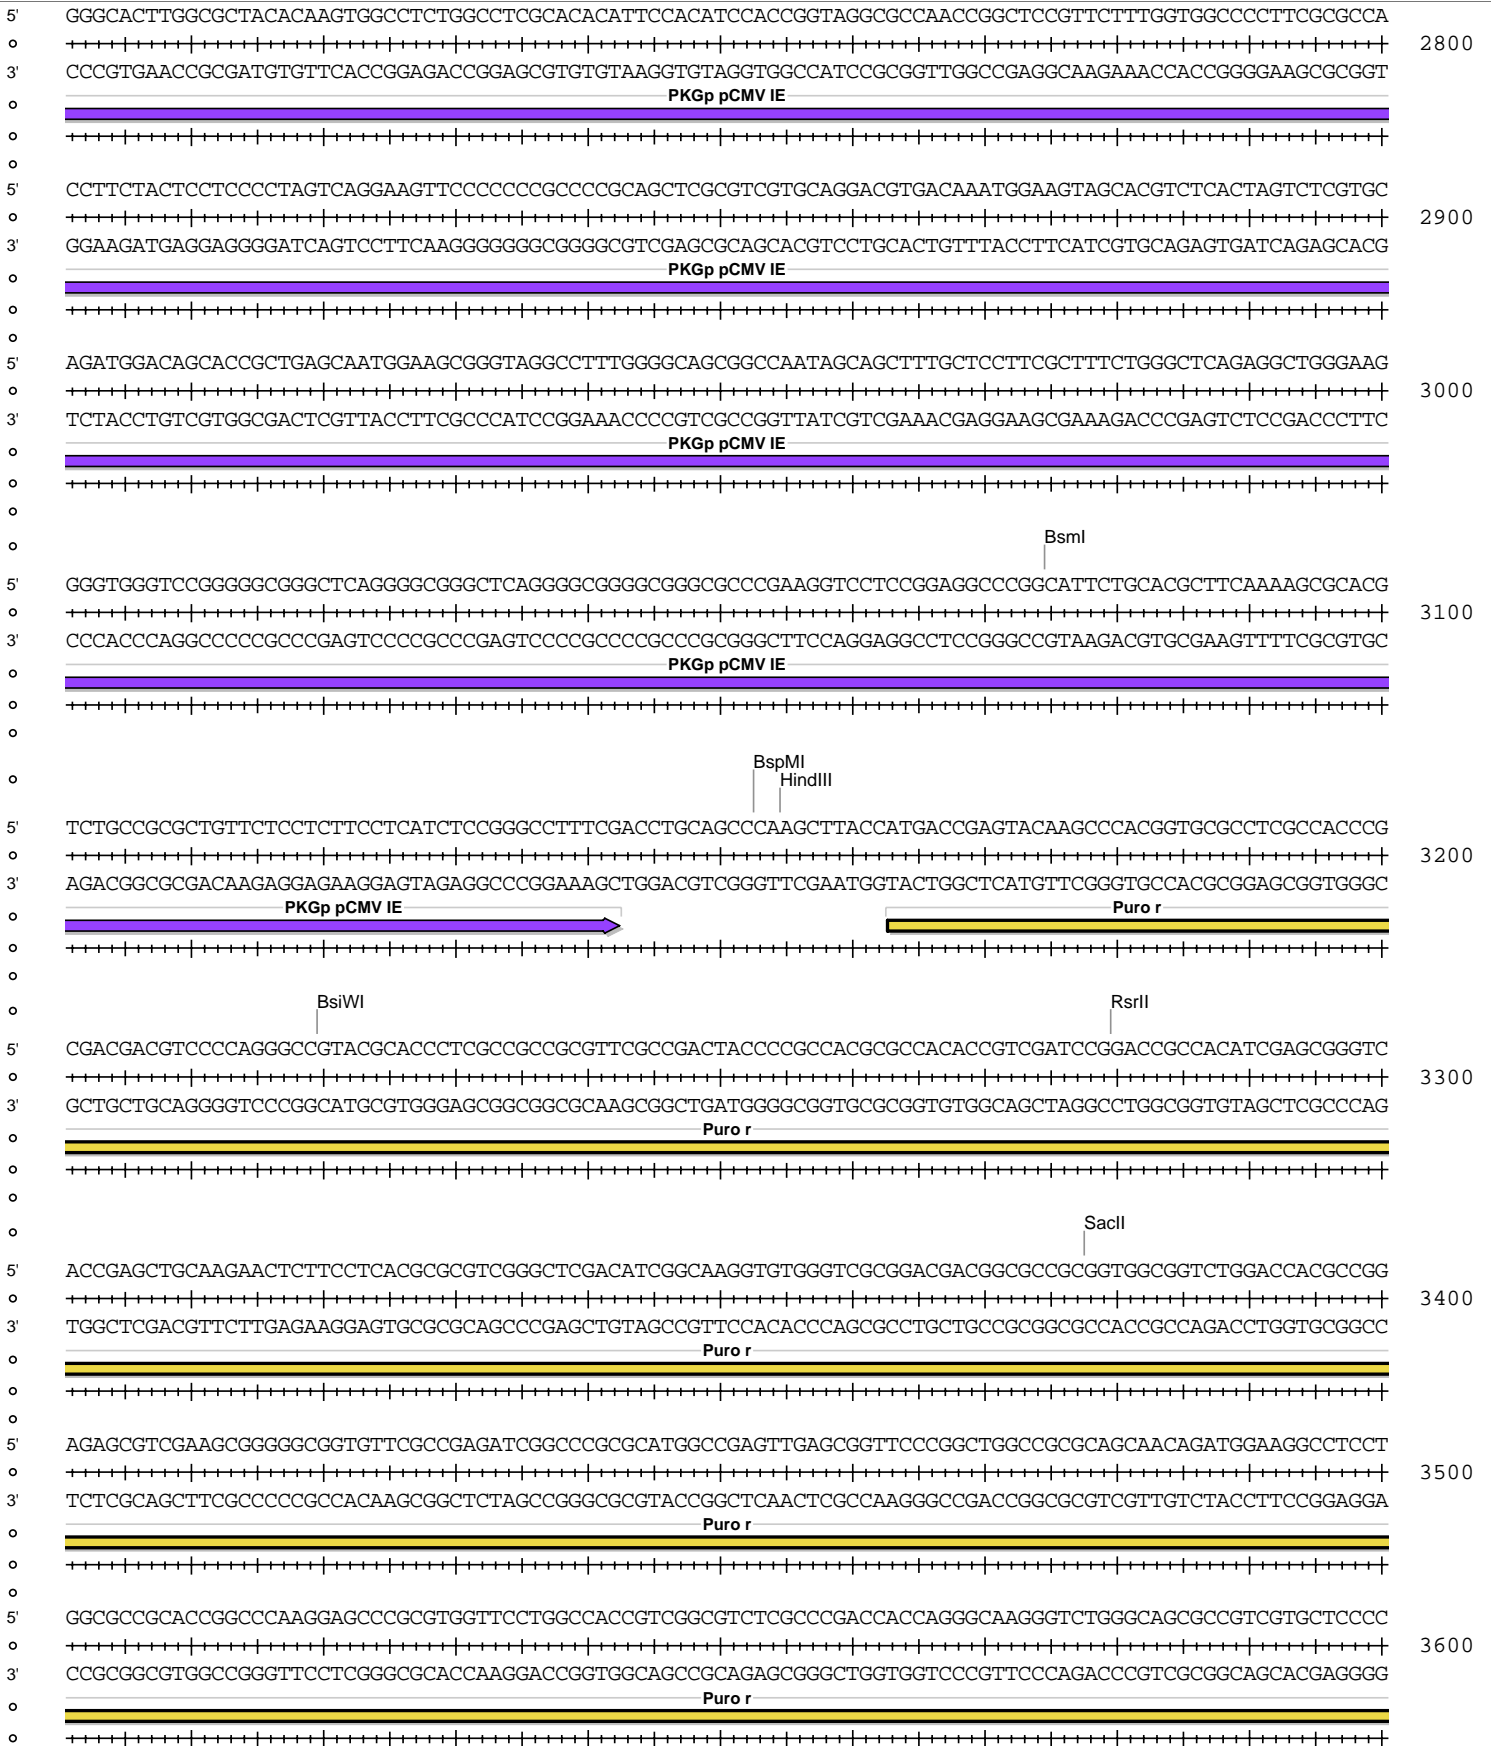 5' GGGCACTTGGCGCTACACAAGTGGCCTCTGGCCTCGCACACATTCCACATCCACCGGTAGGCGCCAACCGGCTCCGTTCTTTGGTGGCCCCTTCGCGCCA
2800
3' CCCGTGAACCGCGATGTGTTCACCGGAGACCGGAGCGTGTGTAAGGTGTAGGTGGCCATCCGCGGTTGGCCGAGGCAAGAAACCACCGGGGAAGCGCGGT
PKGp pCMV IE
5' CCTTCTACTCCTCCCCTAGTCAGGAAGTTCCCCCCCGCCCCGCAGCTCGCGTCGTGCAGGACGTGACAAATGGAAGTAGCACGTCTCACTAGTCTCGTGC
2900
3' GGAAGATGAGGAGGGGATCAGTCCTTCAAGGGGGGGCGGGGCGTCGAGCGCAGCACGTCCTGCACTGTTTACCTTCATCGTGCAGAGTGATCAGAGCACG
PKGp pCMV IE
5' AGATGGACAGCACCGCTGAGCAATGGAAGCGGGTAGGCCTTTGGGGCAGCGGCCAATAGCAGCTTTGCTCCTTCGCTTTCTGGGCTCAGAGGCTGGGAAG
3000
3' TCTACCTGTCGTGGCGACTCGTTACCTTCGCCCATCCGGAAACCCCGTCGCCGGTTATCGTCGAAACGAGGAAGCGAAAGACCCGAGTCTCCGACCCTTC
PKGp pCMV IE
BsmI
5' GGGTGGGTCCGGGGGCGGGCTCAGGGGCGGGCTCAGGGGCGGGGCGGGCGCCCGAAGGTCCTCCGGAGGCCCGGCATTCTGCACGCTTCAAAAGCGCACG
3100
3' CCCACCCAGGCCCCCGCCCGAGTCCCCGCCCGAGTCCCCGCCCCGCCCGCGGGCTTCCAGGAGGCCTCCGGGCCGTAAGACGTGCGAAGTTTTCGCGTGC
PKGp pCMV IE
BspMI
HindIII
5' TCTGCCGCGCTGTTCTCCTCTTCCTCATCTCCGGGCCTTTCGACCTGCAGCCCAAGCTTACCATGACCGAGTACAAGCCCACGGTGCGCCTCGCCACCCG
3200
3' AGACGGCGCGACAAGAGGAGAAGGAGTAGAGGCCCGGAAAGCTGGACGTCGGGTTCGAATGGTACTGGCTCATGTTCGGGTGCCACGCGGAGCGGTGGGC
PKGp pCMV IE Puro r
BsiWI RsrII
5' CGACGACGTCCCCAGGGCCGTACGCACCCTCGCCGCCGCGTTCGCCGACTACCCCGCCACGCGCCACACCGTCGATCCGGACCGCCACATCGAGCGGGTC
3300
3' GCTGCTGCAGGGGTCCCGGCATGCGTGGGAGCGGCGGCGCAAGCGGCTGATGGGGCGGTGCGCGGTGTGGCAGCTAGGCCTGGCGGTGTAGCTCGCCCAG
Puro r
SacII
5' ACCGAGCTGCAAGAACTCTTCCTCACGCGCGTCGGGCTCGACATCGGCAAGGTGTGGGTCGCGGACGACGGCGCCGCGGTGGCGGTCTGGACCACGCCGG
3400
3' TGGCTCGACGTTCTTGAGAAGGAGTGCGCGCAGCCCGAGCTGTAGCCGTTCCACACCCAGCGCCTGCTGCCGCGGCGCCACCGCCAGACCTGGTGCGGCC
Puro r
5' AGAGCGTCGAAGCGGGGGCGGTGTTCGCCGAGATCGGCCCGCGCATGGCCGAGTTGAGCGGTTCCCGGCTGGCCGCGCAGCAACAGATGGAAGGCCTCCT
3500
3' TCTCGCAGCTTCGCCCCCGCCACAAGCGGCTCTAGCCGGGCGCGTACCGGCTCAACTCGCCAAGGGCCGACCGGCGCGTCGTTGTCTACCTTCCGGAGGA
Puro r
5' GGCGCCGCACCGGCCCAAGGAGCCCGCGTGGTTCCTGGCCACCGTCGGCGTCTCGCCCGACCACCAGGGCAAGGGTCTGGGCAGCGCCGTCGTGCTCCCC
3600
3' CCGCGGCGTGGCCGGGTTCCTCGGGCGCACCAAGGACCGGTGGCAGCCGCAGAGCGGGCTGGTGGTCCCGTTCCCAGACCCGTCGCGGCAGCACGAGGGG
Puro r